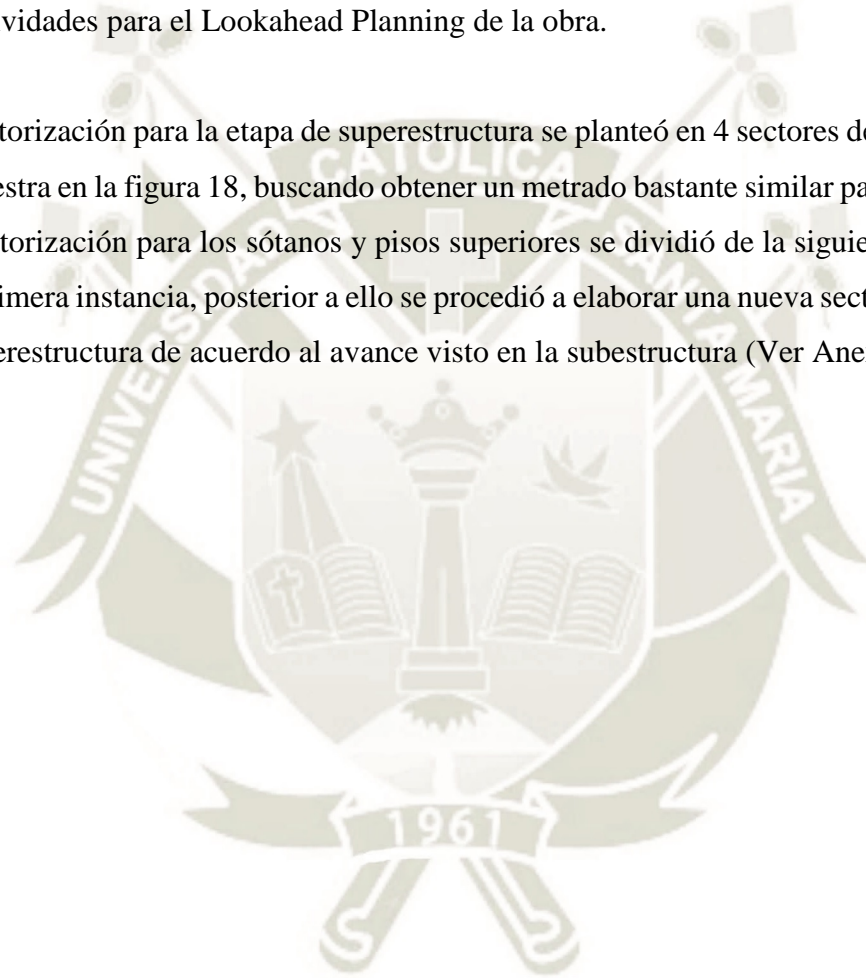 vidades para el Lookahead Planning de la obra.
torización para la etapa de superestructura se planteó en 4 sectores de
estra en la figura 18, buscando obtener un metrado bastante similar pa
torización para los sótanos y pisos superiores se dividió de la siguie
imera instancia, posterior a ello se procedió a elaborar una nueva sect
erestructura de acuerdo al avance visto en la subestructura (Ver Ane
UNIVERSIDAD CATÓLICA SANTA MARIA
1961